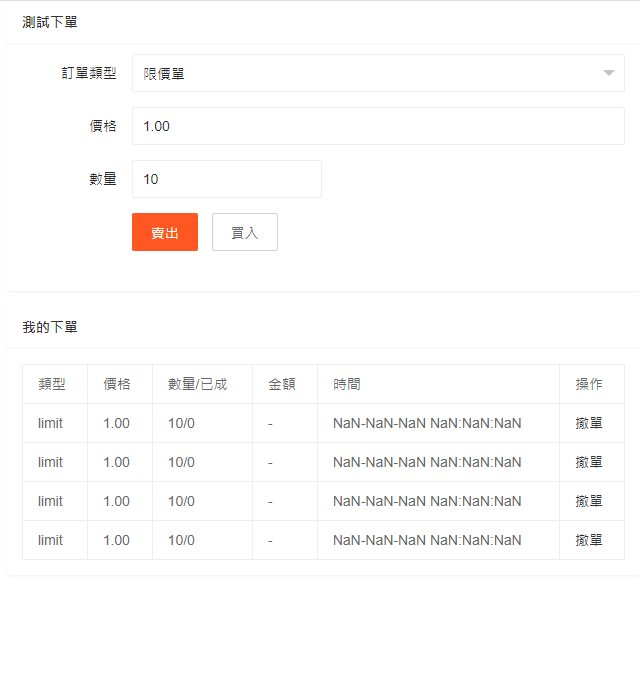 測試下單
訂單類型 限價單
價格 1.00
數量 10
賣出 買入
我的下單
類型 價格 數量/已成 金額 時間 操作
limit 1.00 10/0 - NaN-NaN-NaN NaN:NaN:NaN 撤單
limit 1.00 10/0 - NaN-NaN-NaN NaN:NaN:NaN 撤單
limit 1.00 10/0 - NaN-NaN-NaN NaN:NaN:NaN 撤單
limit 1.00 10/0 - NaN-NaN-NaN NaN:NaN:NaN 撤單